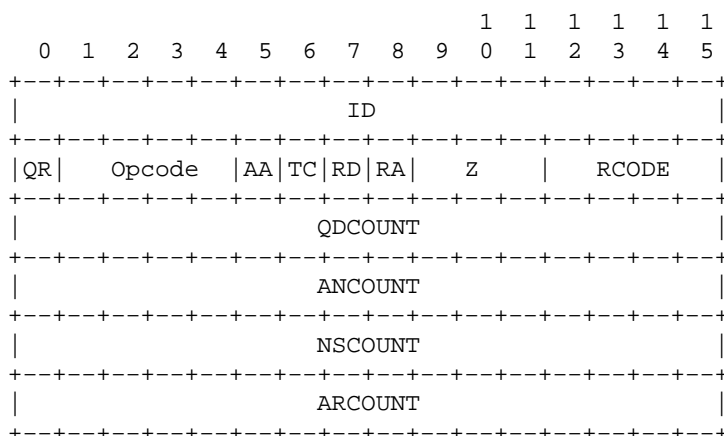 1  1  1  1  1  1
  0  1  2  3  4  5  6  7  8  9  0  1  2  3  4  5
+--+--+--+--+--+--+--+--+--+--+--+--+--+--+--+--+
|                      ID                       |
+--+--+--+--+--+--+--+--+--+--+--+--+--+--+--+--+
|QR|   Opcode  |AA|TC|RD|RA|   Z    |   RCODE   |
+--+--+--+--+--+--+--+--+--+--+--+--+--+--+--+--+
|                    QDCOUNT                    |
+--+--+--+--+--+--+--+--+--+--+--+--+--+--+--+--+
|                    ANCOUNT                    |
+--+--+--+--+--+--+--+--+--+--+--+--+--+--+--+--+
|                    NSCOUNT                    |
+--+--+--+--+--+--+--+--+--+--+--+--+--+--+--+--+
|                    ARCOUNT                    |
+--+--+--+--+--+--+--+--+--+--+--+--+--+--+--+--+